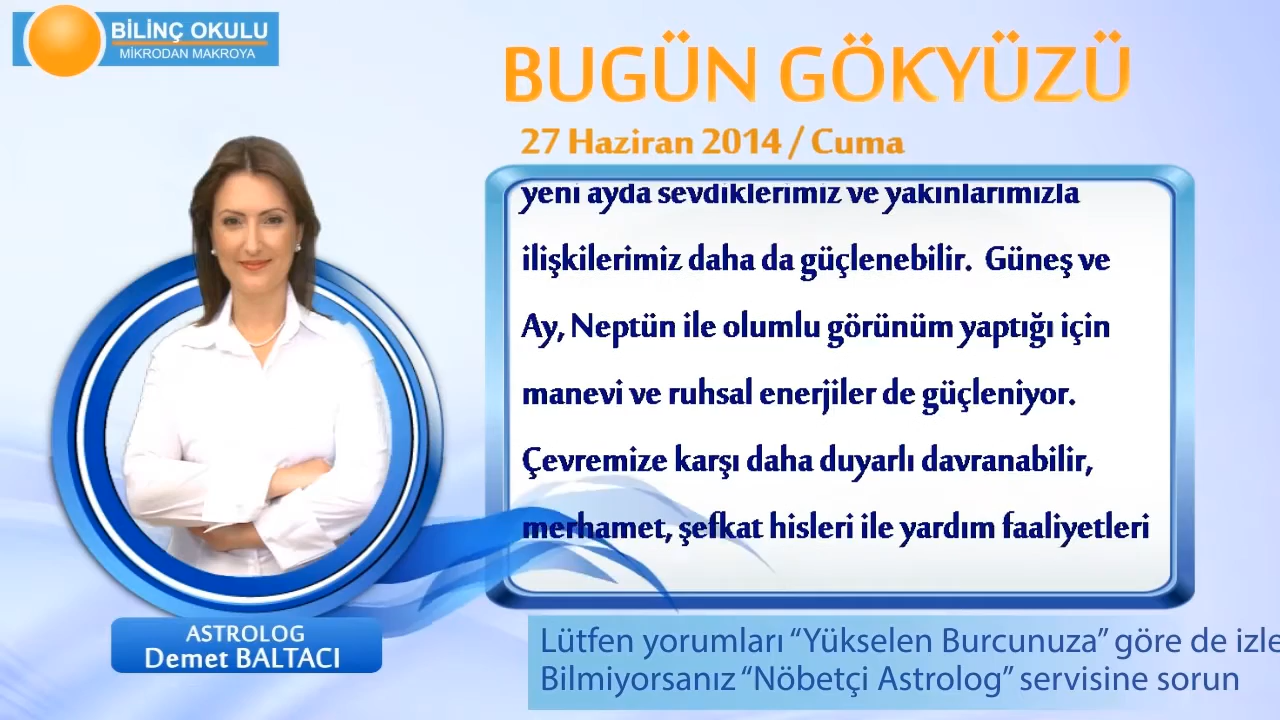 BİLİNÇ OKULU
MİKRODAN MAKROYA
BUGÜN GÖKYÜZÜ
27 Haziran 2014 / Cuma
yeni ayda sevdiklerimiz ve yakınlarımızla
ilişkilerimiz daha da güçlenebilir. Güneş ve
Ay, Neptün ile olumlu görünüm yaptığı için
manevi ve ruhsal enerjiler de güçleniyor.
Çevremize karşı daha duyarlı davranabilir,
merhamet, şefkat hisleri ile yardım faaliyetleri
ASTROLOG
Demet BALTACI
Lütfen yorumları “Yükselen Burcunuza” göre de izle
Bilmiyorsanız “Nöbetçi Astrolog” servisine sorun